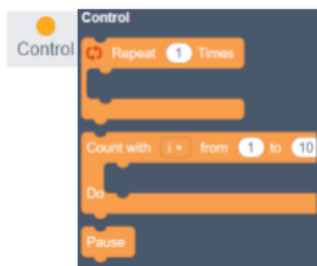 Control
Control
Repeat 1 Times
Count with i from 1 to 10
Do
Pause